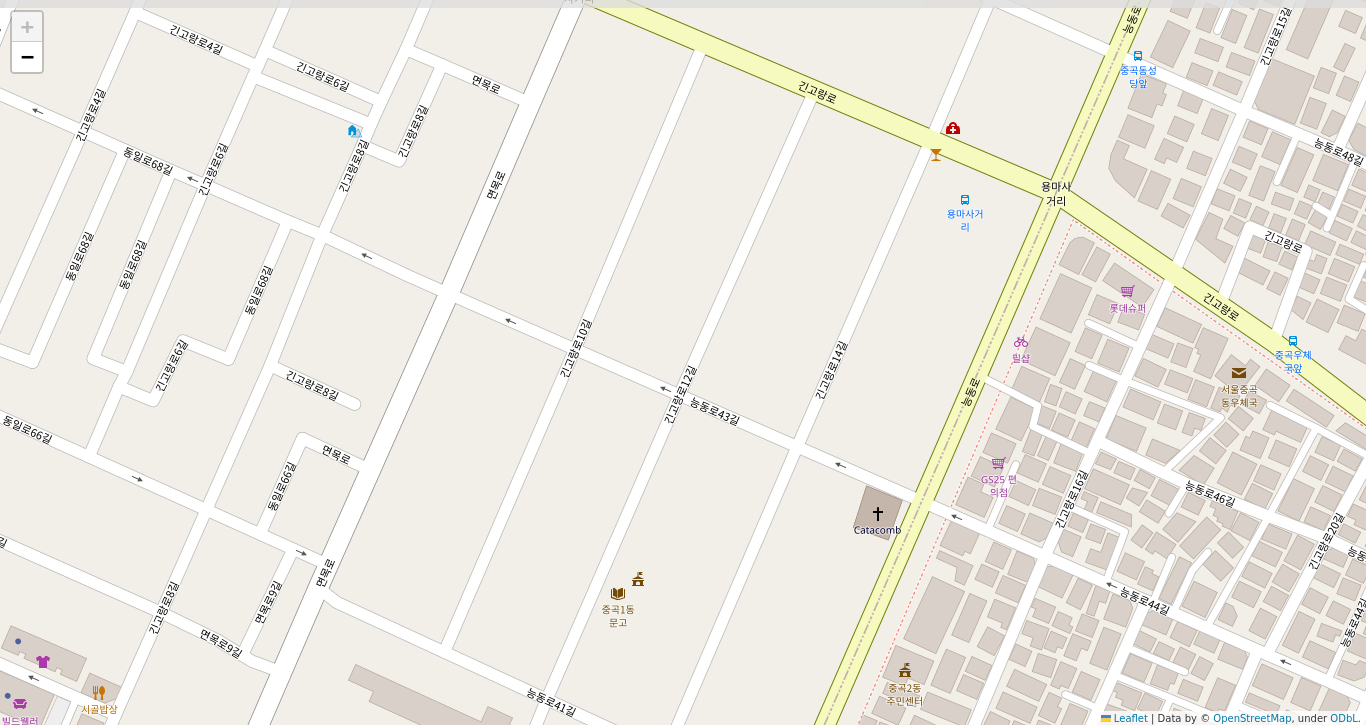 +
−
긴고랑로4길
긴고랑로6길
면목로
긴고랑로
능동로
긴고랑로15길
중곡동성
당앞
긴고랑로4길
긴고랑로8길
동일로68길
긴고랑로6길
긴고랑로8길
면목로
능동로48길
용마사
거리
용마사거
리
동일로68길
동일로68길
동일로68길
긴고랑로
긴고랑로
롯데슈퍼
긴고랑로6길
긴고랑로8길
긴고랑로10길
긴고랑로12길
긴고랑로14길
필샵
중곡우체
국앞
서울중곡
동우체국
능동로
능동로43길
동일로66길
면목로
동일로66길
GS25 편
의점
긴고랑로16길
능동로46길
긴고랑로20길
Catacomb
면목로
긴고랑로8길
면목로9길
면목로9길
중곡1동
문고
능동로44길
능동로44길
중곡2동
주민센터
능동로41길
시골밥상
빌드웰러
Leaflet | Data by © OpenStreetMap, under ODbL.